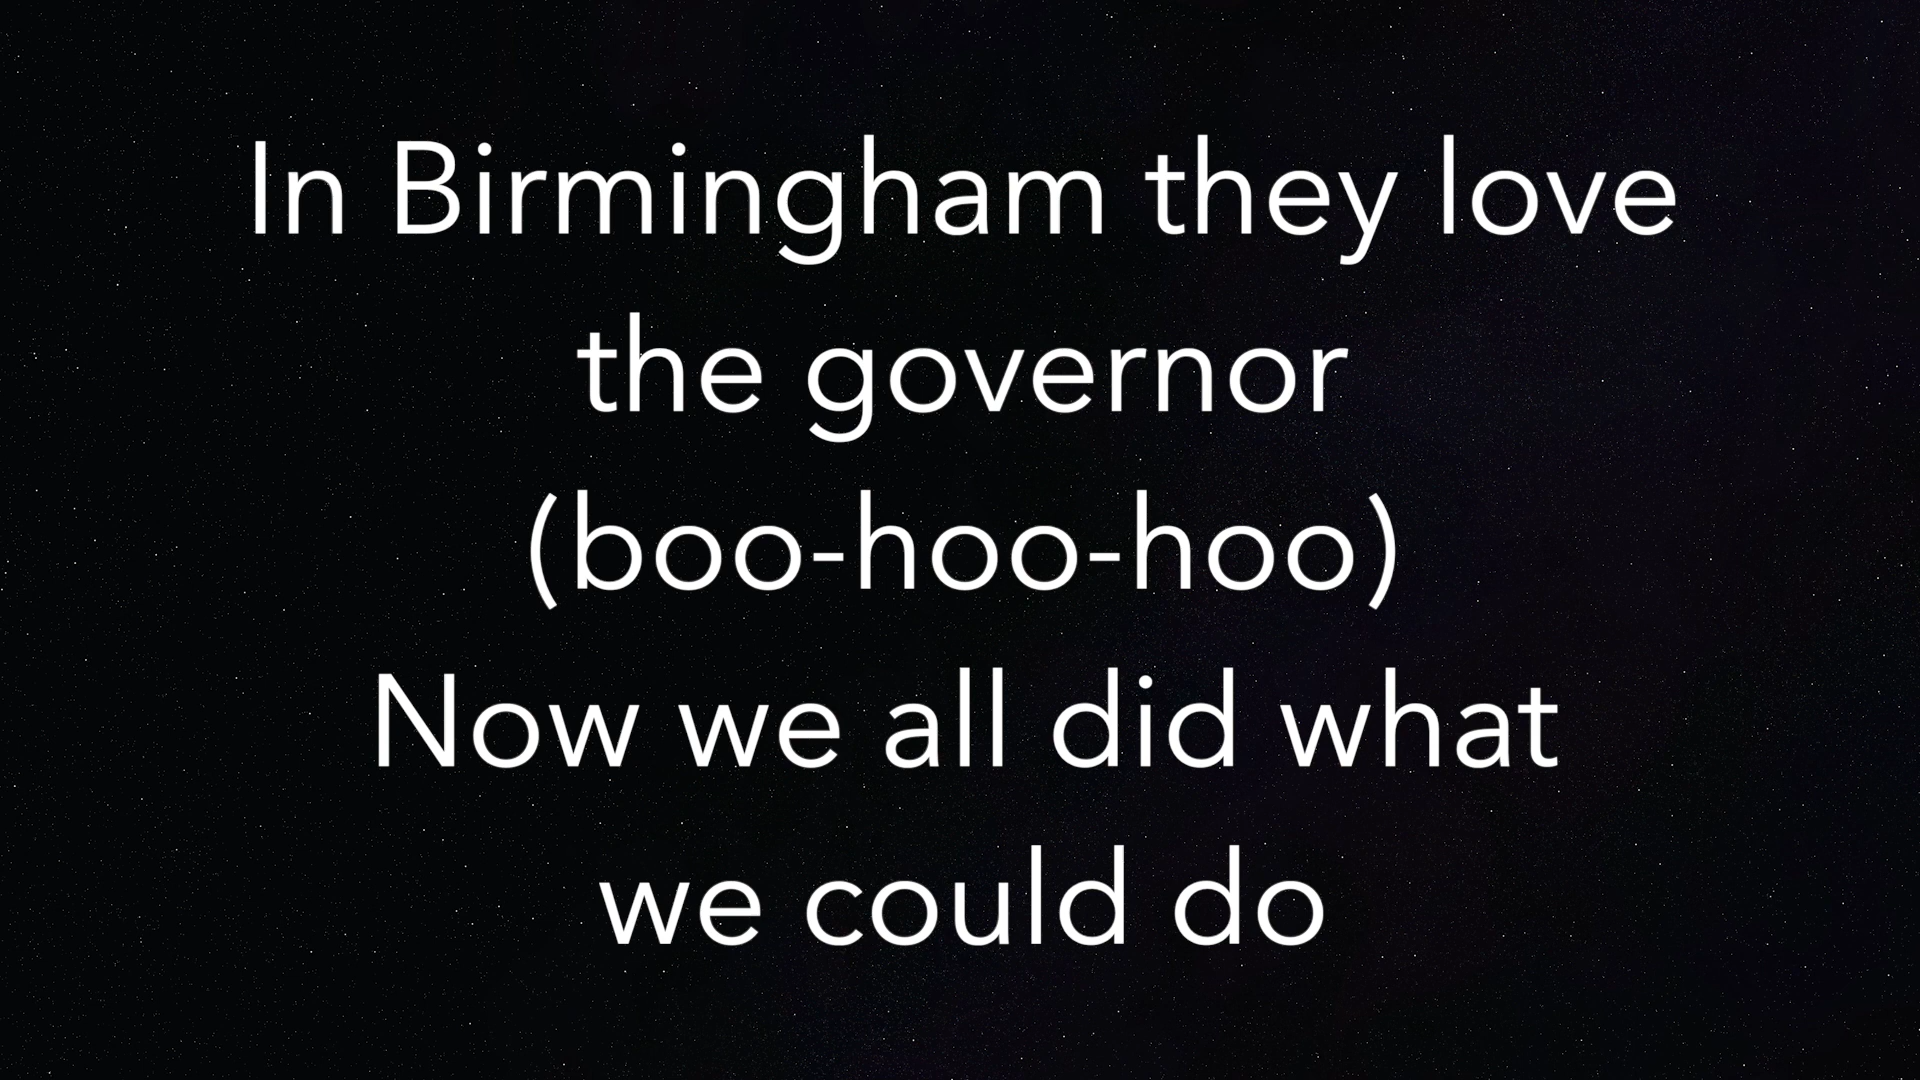 In Birmingham they love
the governor
(boo-hoo-hoo)
Now we all did what
we could do